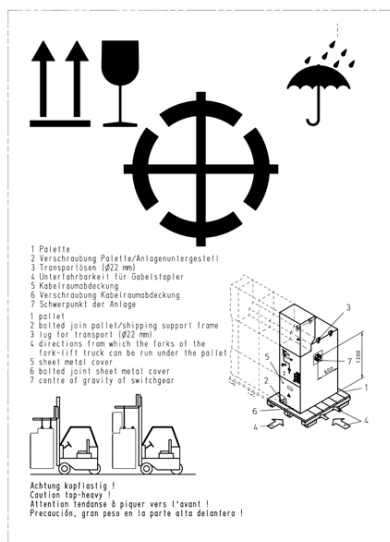 1 Palette
2 Verschraubung Palette/Anlagenuntergestell
3 Transportösen (Ø22 mm)
4 Unterfahrbarkeit für Gabelstapler
5 Kabelraumabdeckung
6 Verschraubung Kabelraumabdeckung
7 Schwerpunkt der Anlage
1 pallet
2 bolted join pallet/shipping support frame
3 lug for transport (Ø22 mm)
4 directions from which the forks of the
fork-lift truck can be run under the pallet
5 sheet metal cover
6 bolted joint sheet metal cover
7 centre of gravity of switchgear
3
5
7
600
1200
2
1
6
4
4
Achtung kopflastig !
Caution top-heavy !
Attention tendanse à piquer vers l'avant !
Precaución, gran peso en la parte alta delantera !